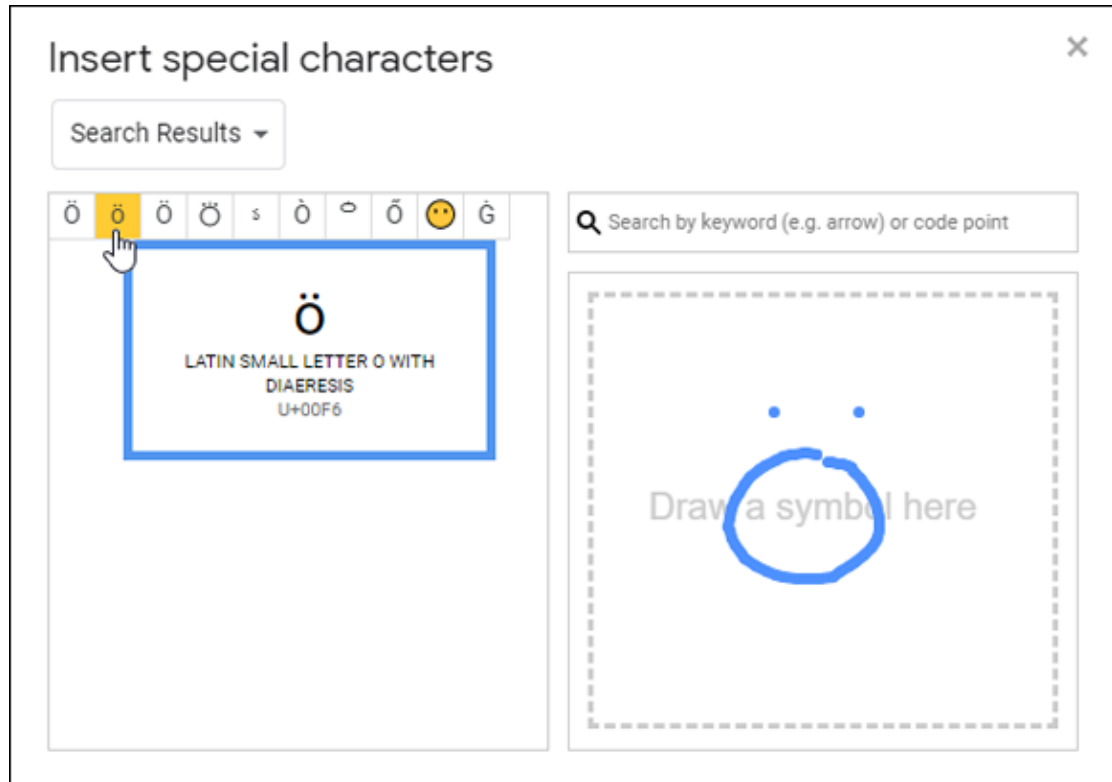 Insert special characters
Search Results
Ö ö Ӧ Ò Ő Ġ
Search by keyword (e.g. arrow) or code point
ö
LATIN SMALL LETTER O WITH
DIAERESIS
U+00F6
Draw a symbol here